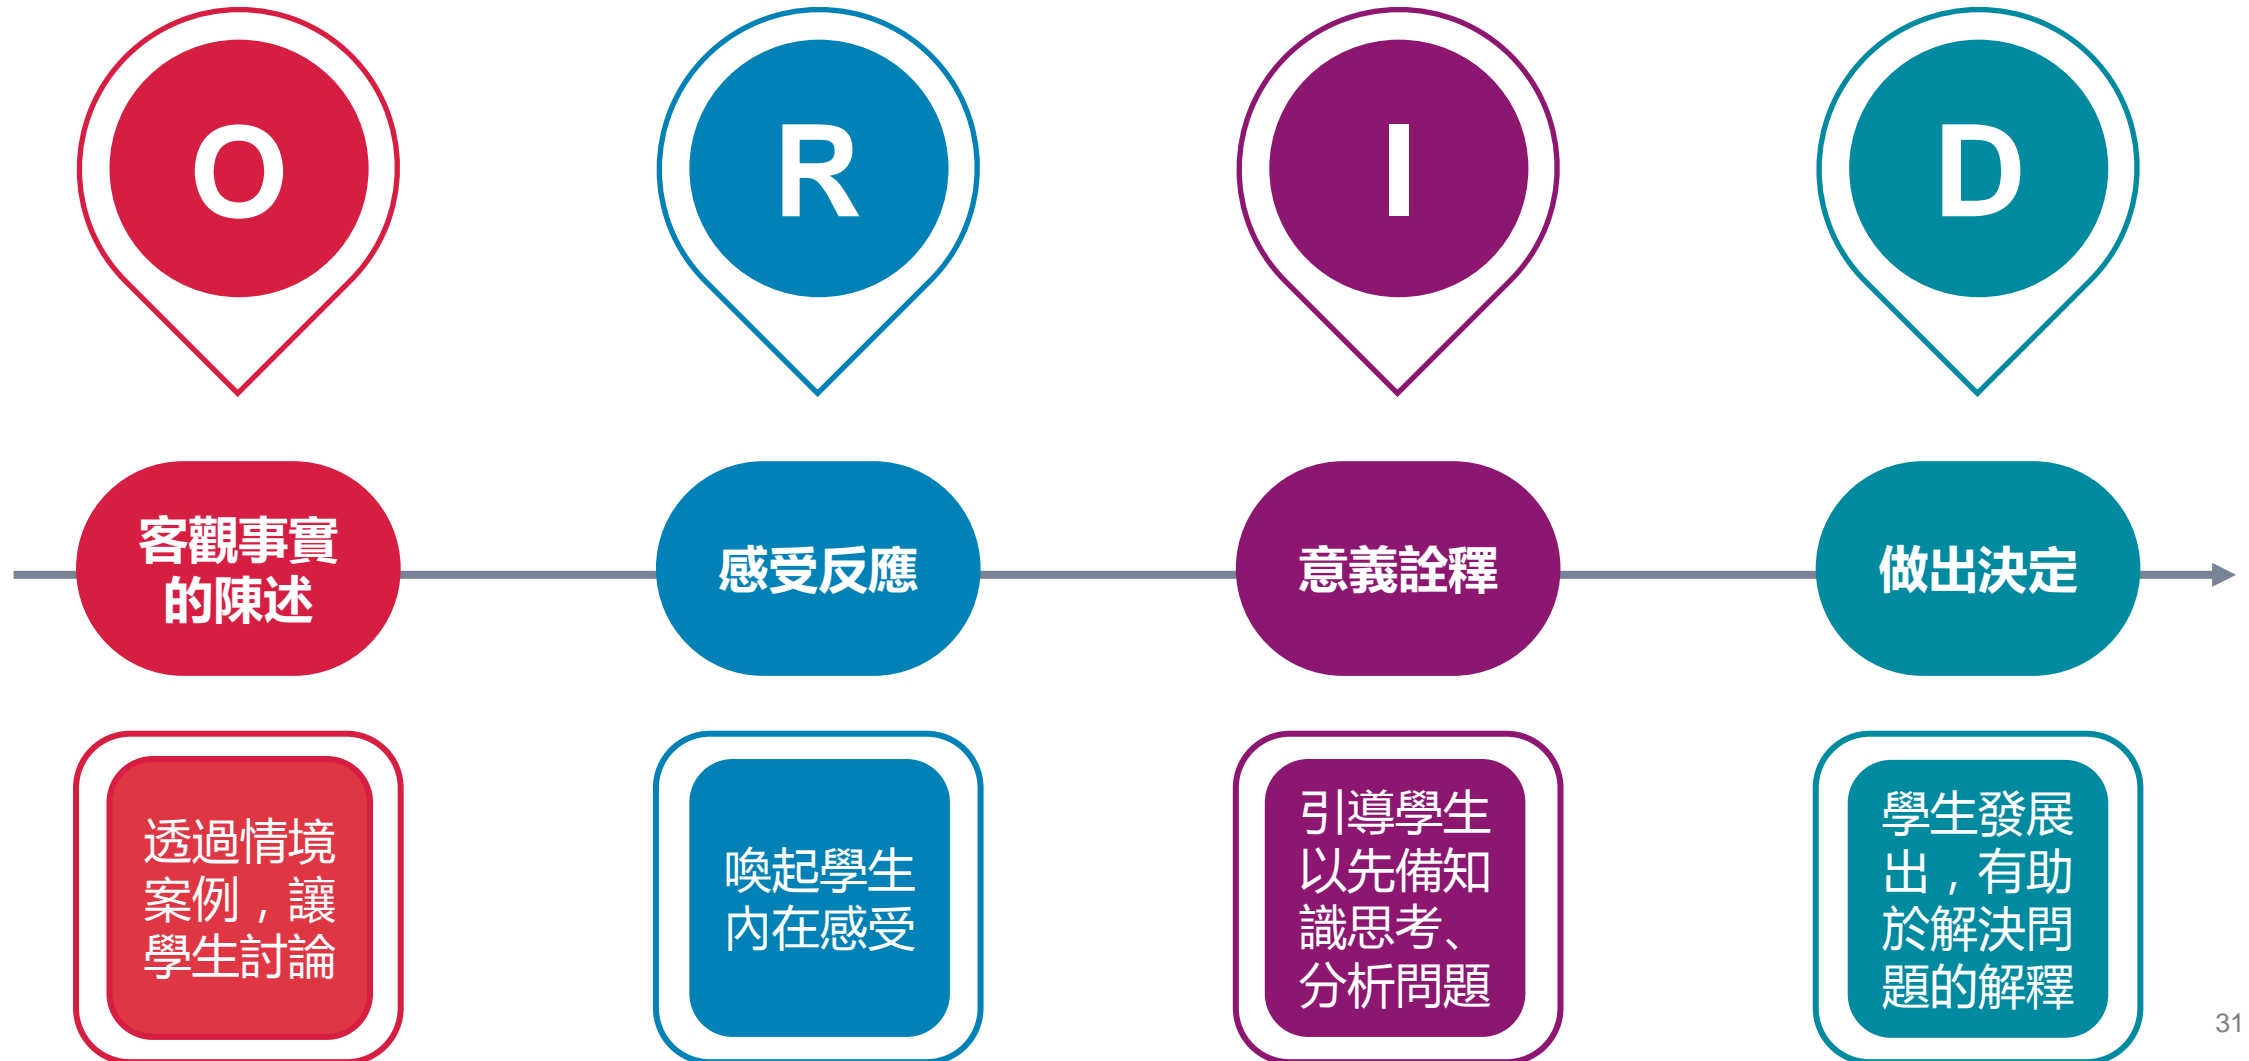 O
R
I
D
客觀事實
的陳述
感受反應
意義詮釋
做出決定
透過情境
案例，讓
學生討論
喚起學生
內在感受
引導學生
以先備知
識思考、
分析問題
學生發展
出，有助
於解決問
題的解釋
31